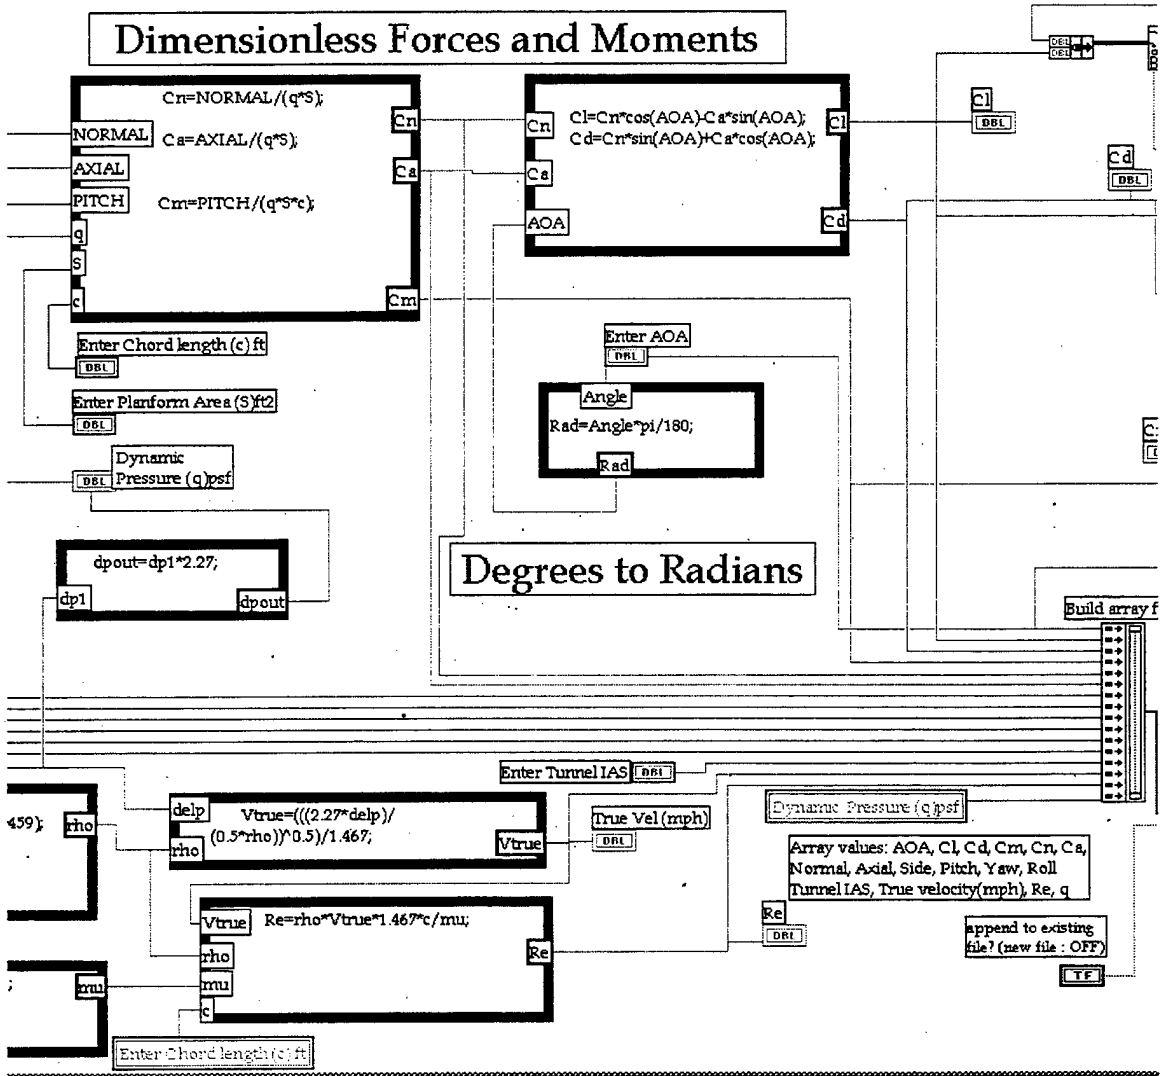 Dimensionless Forces and Moments
DBL
DBL
Cn=NORMAL/(q*S);
NORMAL
Ca=AXIAL/(q*S);
AXIAL
PITCH
Cm=PITCH/(q*S*c);
q
S
c
Cn
Ca
Cm
Cn
Cl=Cn*cos(AOA)-Ca*sin(AOA);
Cd=Cn*sin(AOA)+Ca*cos(AOA);
Ca
AOA
Cl
Cd
Cl
DBL
Cd
DBL
Enter Chord length (c) ft
DBL
Enter Planform Area (S)ft2
DBL
Dynamic
Pressure (q)psf
DBL
Enter AOA
DBL
Angle
Rad=Angle*pi/180;
Rad
dpout=dp1*2.27;
dp1
dpout
Degrees to Radians
Build array f
Enter Tunnel IAS
DBL
459);
rho
delp
Vtrue=(((2.27*delp)/
(0.5*rho))^0.5)/1.467;
rho
Vtrue
True Vel (mph)
DBL
Dynamic Pressure (q)psf
Array values: AOA, Cl, Cd, Cm, Cn, Ca,
Normal, Axial, Side, Pitch, Yaw, Roll
Tunnel IAS, True velocity(mph), Re, q
Vtrue
Re=rho*Vtrue*1.467*c/mu;
rho
mu
c
Re
Re
DBL
append to existing
file? (new file : OFF)
TF
;
mu
Enter Chord length (c) ft